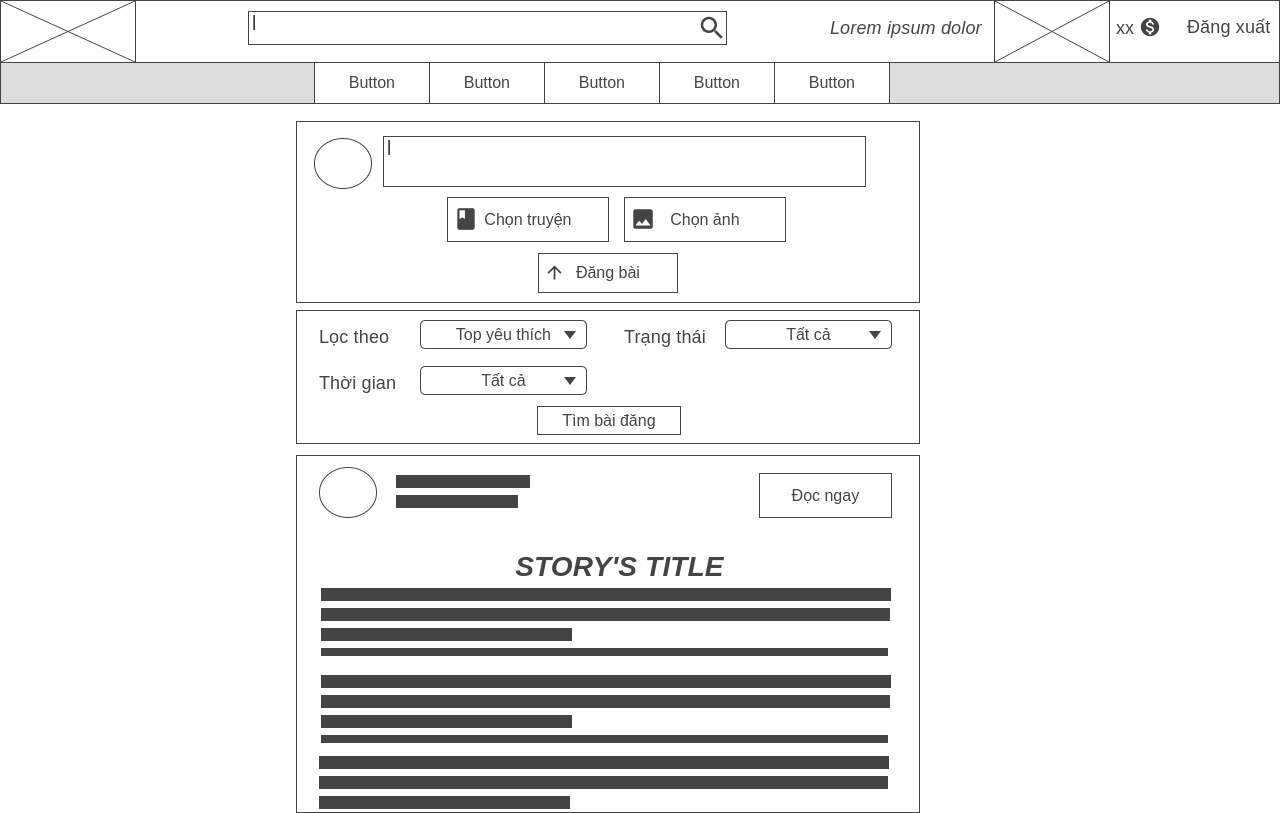 Lorem ipsum dolor
xx
Đăng xuất
Button
Button
Button
Button
Button
Chọn truyện
Chọn ảnh
Đăng bài
Lọc theo
Top yêu thích
Trạng thái
Tất cả
Thời gian
Tất cả
Tìm bài đăng
Đọc ngay
STORY'S TITLE